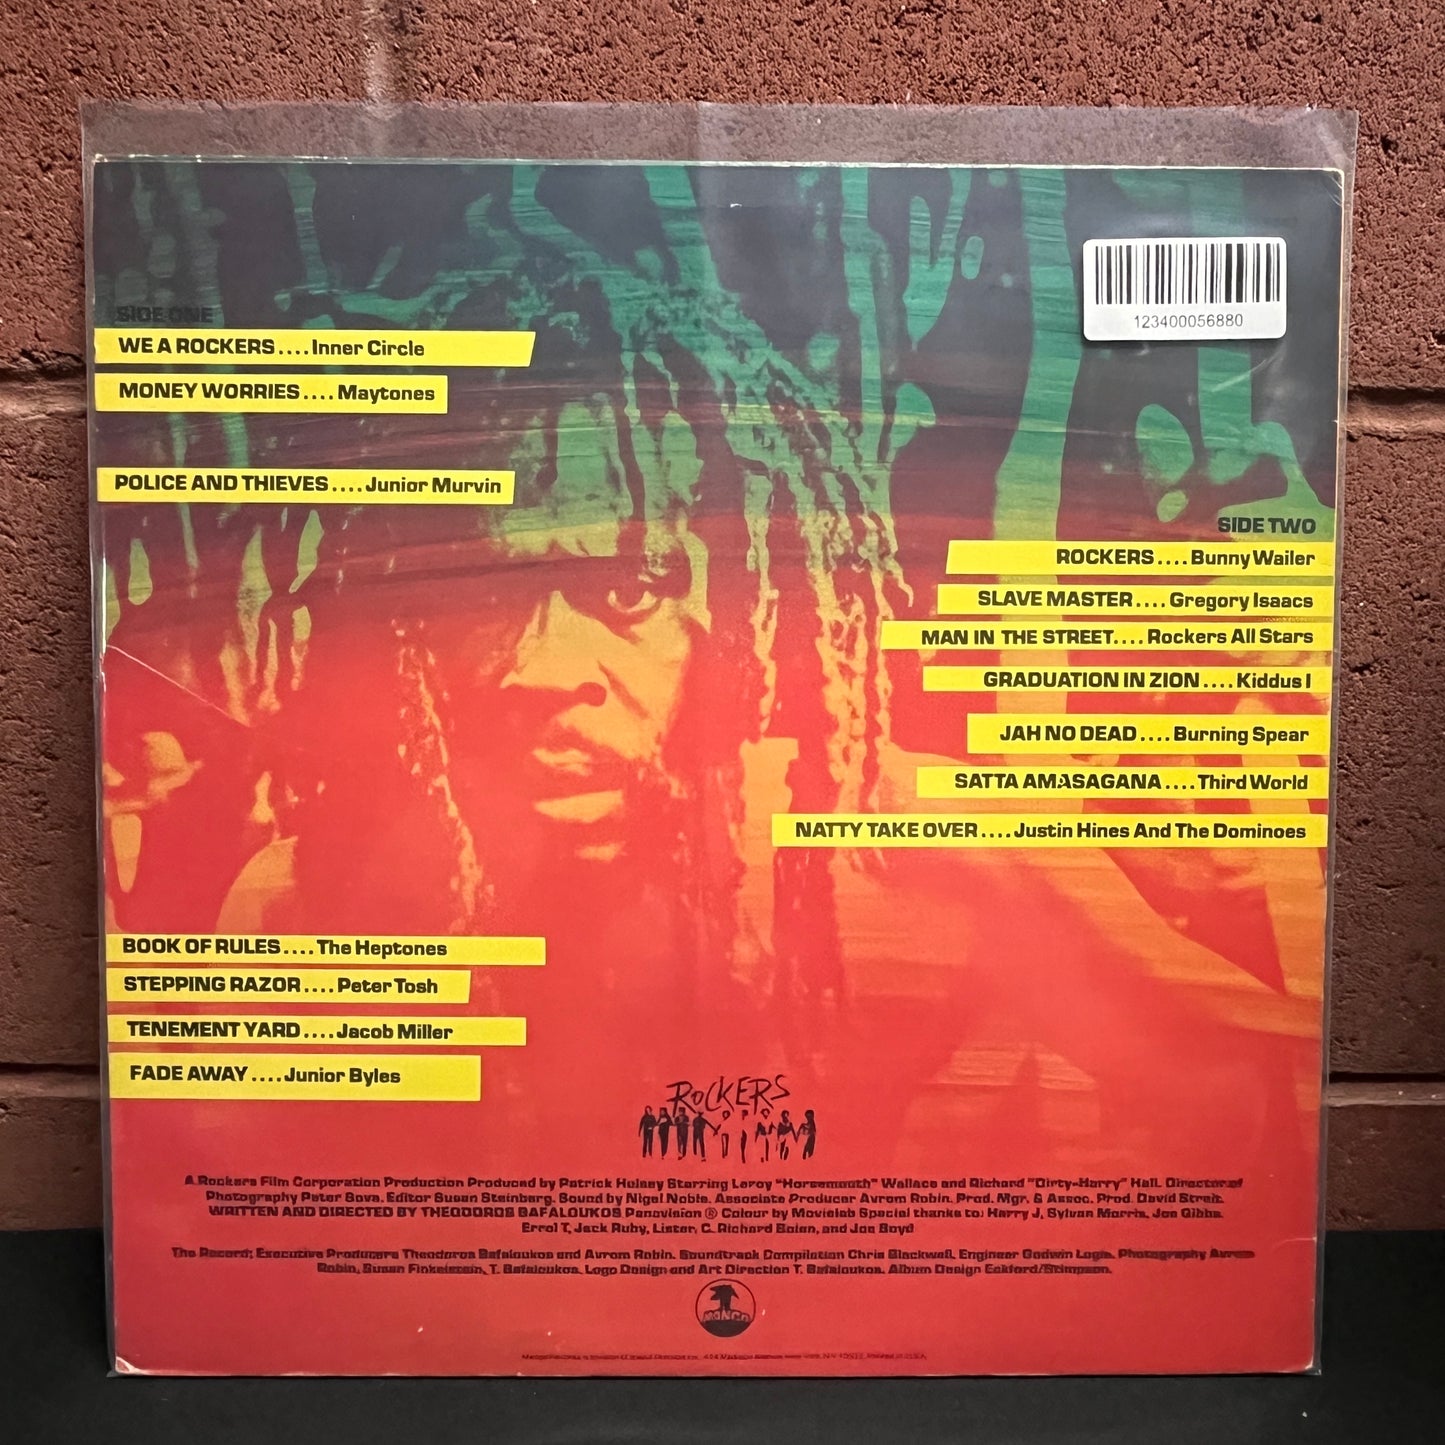 123400056880
SIDE ONE
WE A ROCKERS .... Inner Circle
MONEY WORRIES .... Maytones
POLICE AND THIEVES .... Junior Murvin
BOOK OF RULES .... The Heptones
STEPPING RAZOR .... Peter Tosh
TENEMENT YARD .... Jacob Miller
FADE AWAY .... Junior Byles
SIDE TWO
ROCKERS .... Bunny Wailer
SLAVE MASTER .... Gregory Isaacs
MAN IN THE STREET.... Rockers All Stars
GRADUATION IN ZION .... Kiddus I
JAH NO DEAD .... Burning Spear
SATTA AMASAGANA .... Third World
NATTY TAKE OVER .... Justin Hines And The Dominoes
ROCKERS
A Rockers Film Corporation Production Produced by Patrick Hulsey Starring Leroy "Horsemouth" Wallace and Richard "Dirty-Harry" Hall. Director of
Photography Peter Sova. Editor Susan Steinberg. Sound by Nigel Noble. Associate Producer Avrom Robin. Prod. Mgr. & Assoc. Prod. David Streit.
WRITTEN AND DIRECTED BY THEODOROS BAFALOUKOS Panavision ® Colour by Movielab Special thanks to: Harry J, Sylvan Morris, Joe Gibbs
Errol T, Jack Ruby, Lister, C. Richard Bolan, and Joe Boyd
The Record: Executive Producers Theodoros Bafaloukos and Avrom Robin. Soundtrack Compilation Chris Blackwell, Engineer Godwin Logie. Photography Avrom
Robin, Susan Finkelstein, T. Bafaloukos. Logo Design and Art Direction T. Bafaloukos. Album Design Eckford/Stimpson.
MANGO